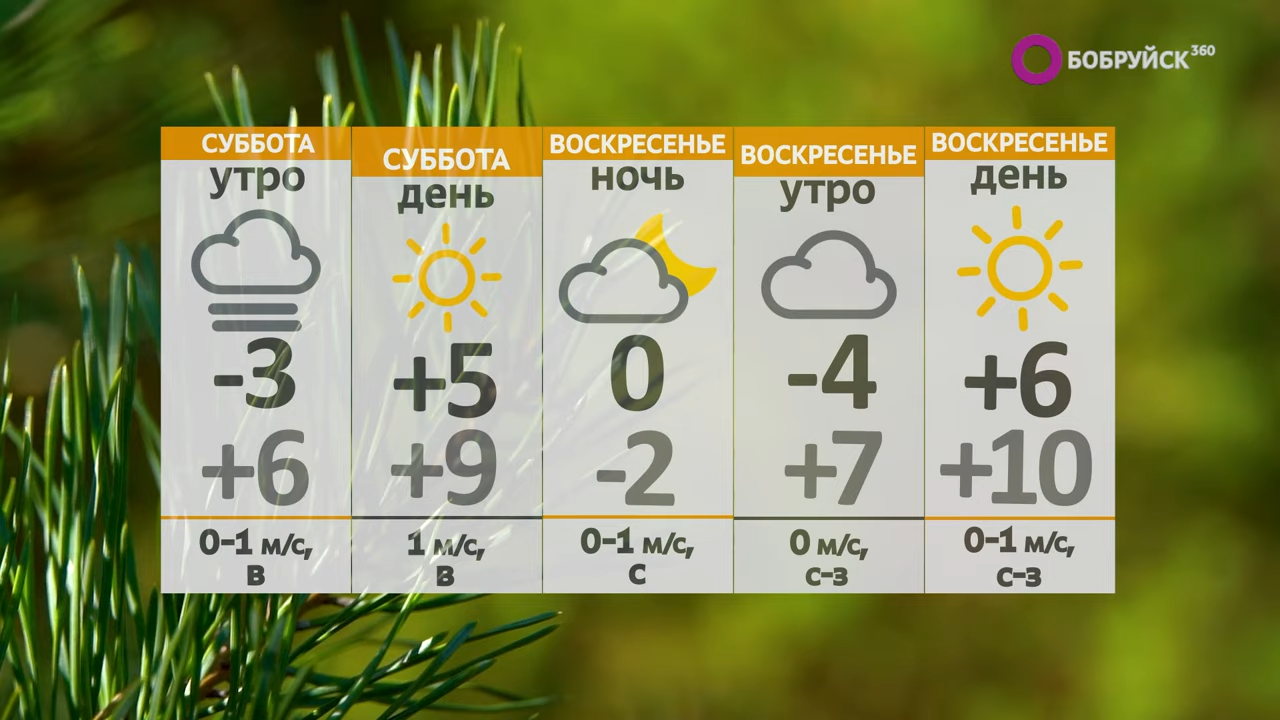 БОБРУЙСК360
СУББОТА
утро
-3
+6
0-1 м/с,
В
СУББОТА
день
+5
+9
1 м/с,
В
ВОСКРЕСЕНЬЕ
ночь
0
-2
0-1 м/с,
С
ВОСКРЕСЕНЬЕ
утро
-4
+7
0 м/с,
с-з
ВОСКРЕСЕНЬЕ
день
+6
+10
0-1 м/с,
с-з